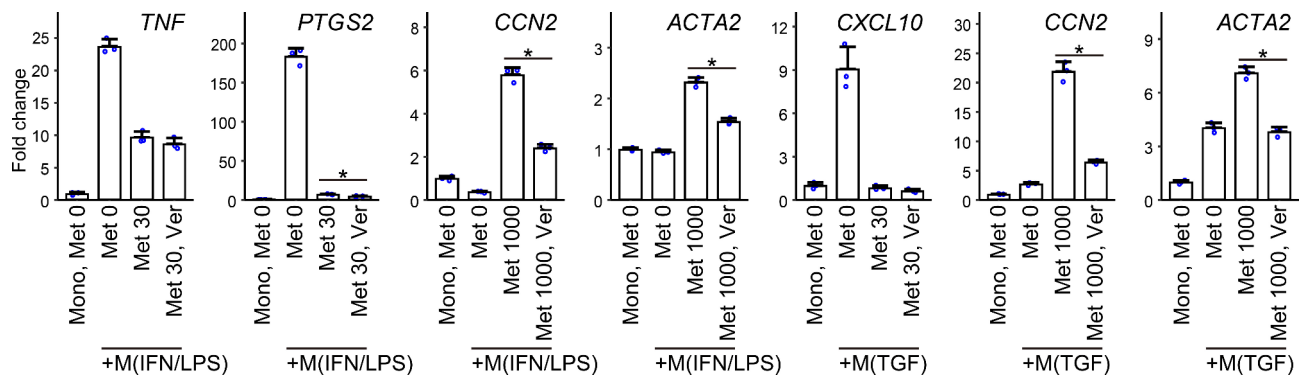 TNF
Fold change
25
20
15
10
5
0
Mono, Met 0
Met 0
Met 30
Met 30, Ver
+M(IFN/LPS)
PTGS2
200
150
100
50
0
*
Mono, Met 0
Met 0
Met 30
Met 30, Ver
+M(IFN/LPS)
CCN2
8
6
4
2
0
*
Mono, Met 0
Met 0
Met 1000
Met 1000, Ver
+M(IFN/LPS)
ACTA2
3
2
1
0
*
Mono, Met 0
Met 0
Met 1000
Met 1000, Ver
+M(IFN/LPS)
CXCL10
12
9
6
3
0
Mono, Met 0
Met 0
Met 30
Met 30, Ver
+M(TGF)
CCN2
30
25
20
15
10
5
0
*
Mono, Met 0
Met 0
Met 1000
Met 1000, Ver
+M(TGF)
ACTA2
9
6
3
0
*
Mono, Met 0
Met 0
Met 1000
Met 1000, Ver
+M(TGF)